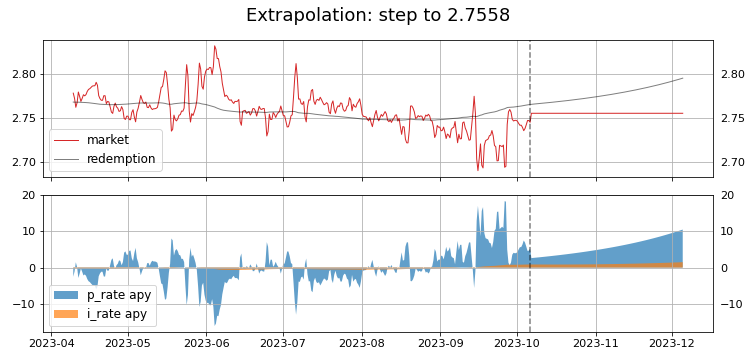 Extrapolation: step to 2.7558
2.80
2.75
2.70
2.80
2.75
2.70
market
redemption
20
10
0
−10
20
10
0
−10
p_rate apy
i_rate apy
2023-04 2023-05 2023-06 2023-07 2023-08 2023-09 2023-10 2023-11 2023-12